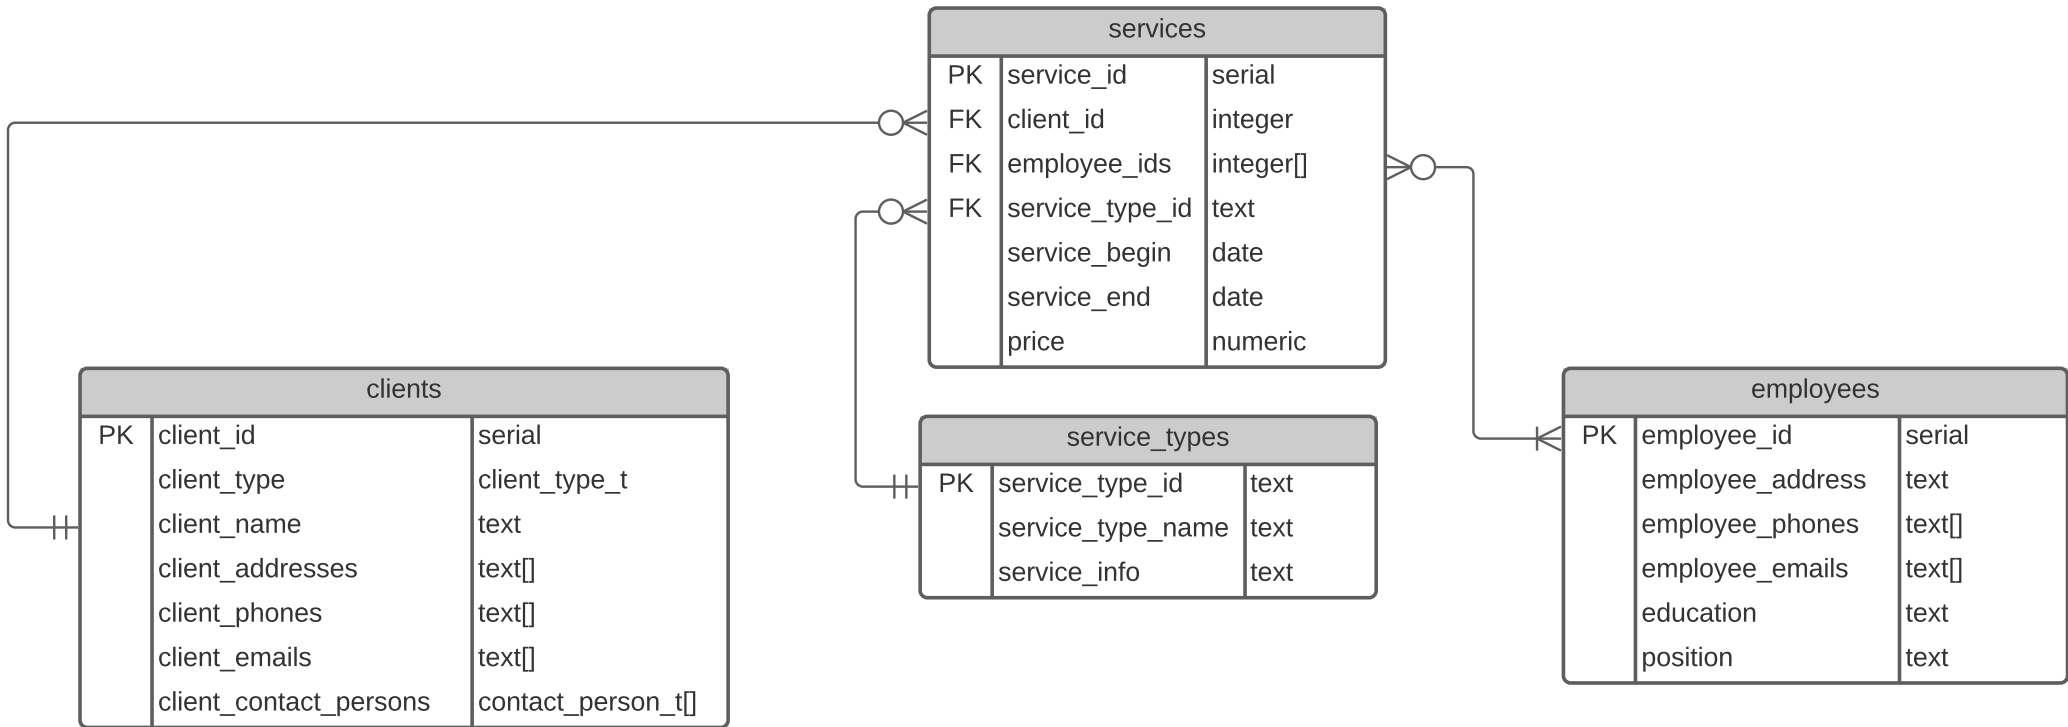 services
PK service_id serial
FK client_id integer
FK employee_ids integer[]
FK service_type_id text
service_begin date
service_end date
price numeric
clients
PK client_id serial
client_type client_type_t
client_name text
client_addresses text[]
client_phones text[]
client_emails text[]
client_contact_persons contact_person_t[]
service_types
PK service_type_id text
service_type_name text
service_info text
employees
PK employee_id serial
employee_address text
employee_phones text[]
employee_emails text[]
education text
position text